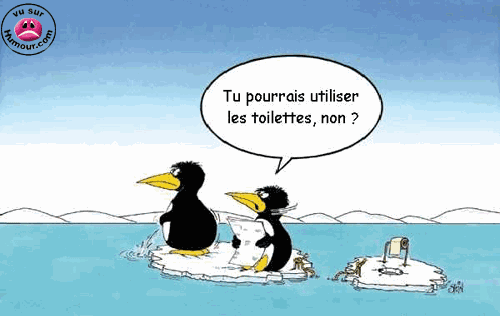 vu sur
Humour.com
Tu pourrais utiliser
les toilettes, non ?